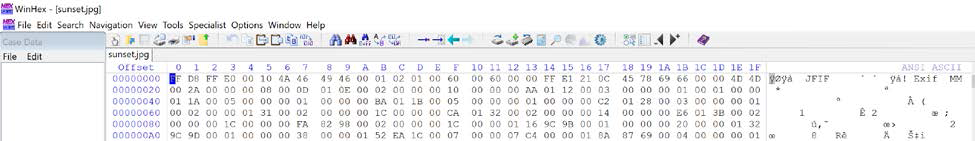 WinHex - [sunset.jpg]
File Edit Search Navigation View Tools Specialist Options Window Help
Case Data
File Edit
sunset.jpg
Offset 0 1 2 3 4 5 6 7 8 9 A B C D E F 10 11 12 13 14 15 16 17 18 19 1A 1B 1C 1D 1E 1F ANSI ASCII
00000000 FF D8 FF E0 00 10 4A 46 49 46 00 01 02 01 00 60 00 60 00 00 FF E1 21 0C 45 78 69 66 00 00 4D 4D ÿØÿà JFIF ` ` ÿá! Exif MM
00000020 00 2A 00 00 00 08 00 0D 01 0E 00 02 00 00 00 10 00 00 00 AA 01 12 00 03 00 00 00 01 00 01 00 00
00000040 01 1A 00 05 00 00 00 01 00 00 00 BA 01 1B 00 05 00 00 00 01 00 00 00 C2 01 28 00 03 00 00 00 01 º Â (
00000060 00 02 00 00 01 31 00 02 00 00 00 1C 00 00 00 CA 01 32 00 02 00 00 00 14 00 00 00 E6 01 3B 00 02 1 Ê 2 æ ;
00000080 00 00 00 1C 00 00 00 FA 82 98 00 02 00 00 00 1C 00 00 01 16 9C 9B 00 01 00 00 00 20 00 00 01 32 ú‚˜ œ› 2
000000A0 9C 9D 00 01 00 00 00 38 00 00 01 52 EA 1C 00 07 00 00 07 C4 00 00 01 8A 87 69 00 04 00 00 00 01 œ 8 Rê Ä Š‡i